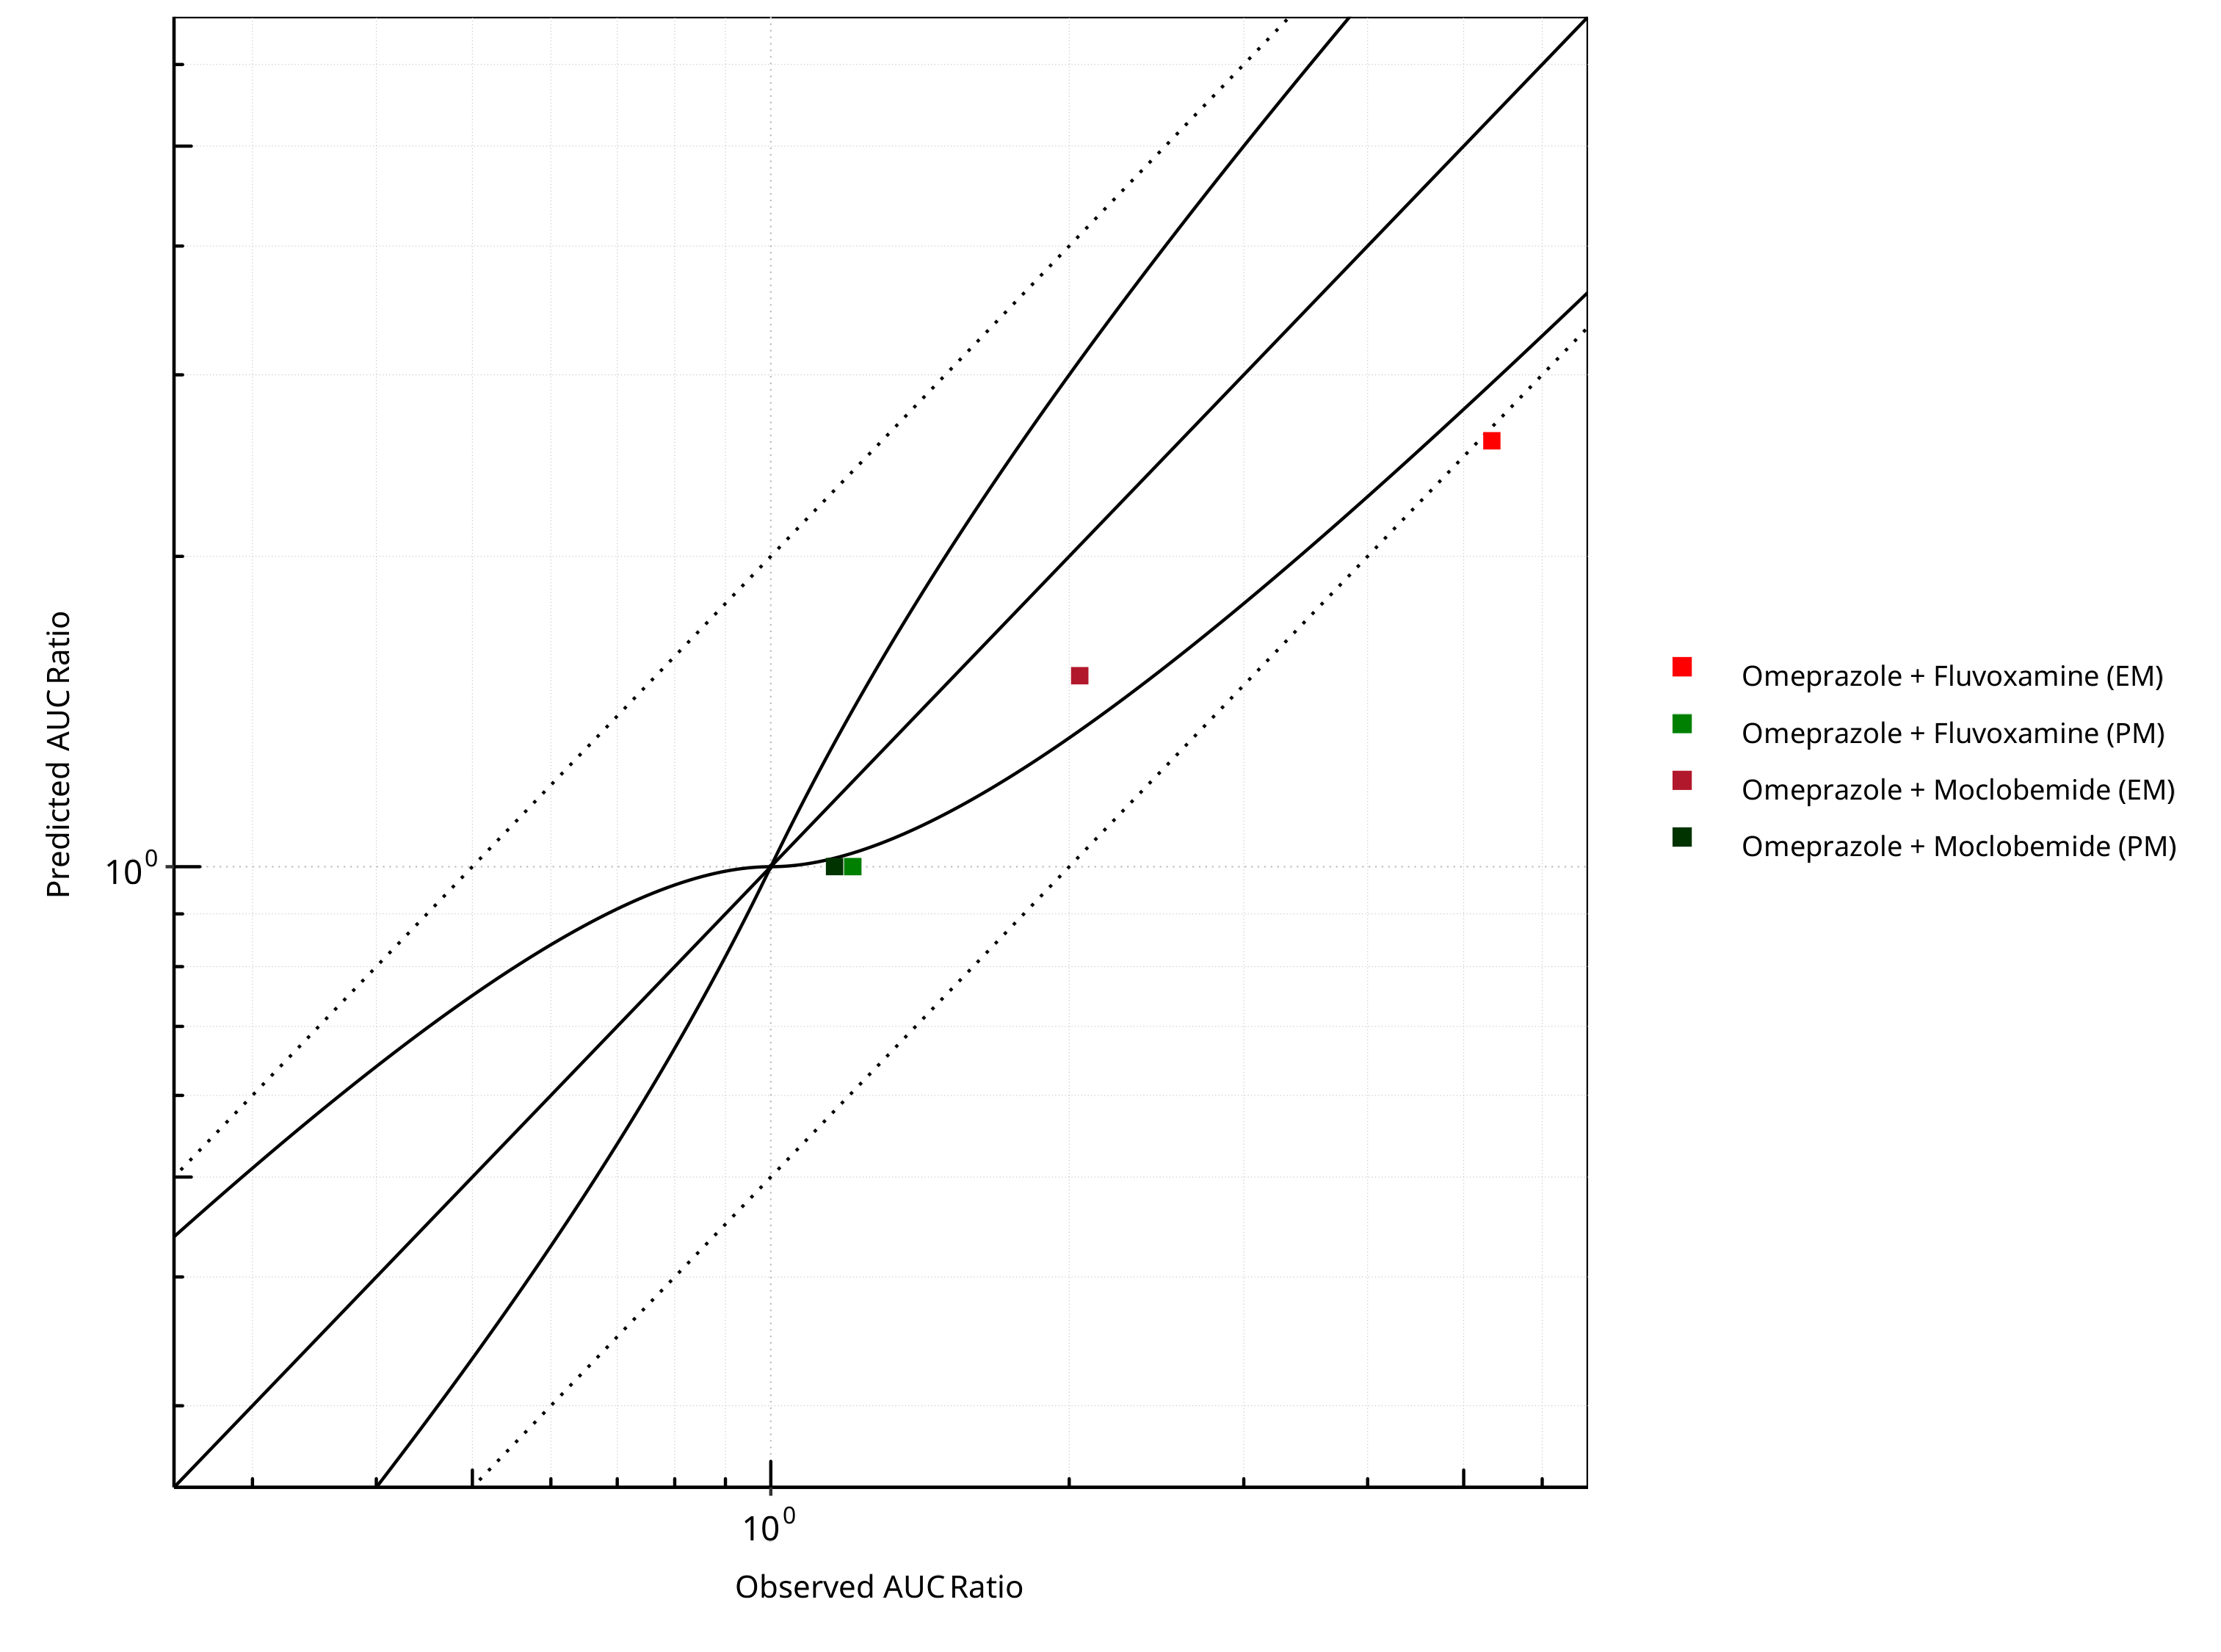 Predicted AUC Ratio
10⁰
10⁰
Observed AUC Ratio
Omeprazole + Fluvoxamine (EM)
Omeprazole + Fluvoxamine (PM)
Omeprazole + Moclobemide (EM)
Omeprazole + Moclobemide (PM)